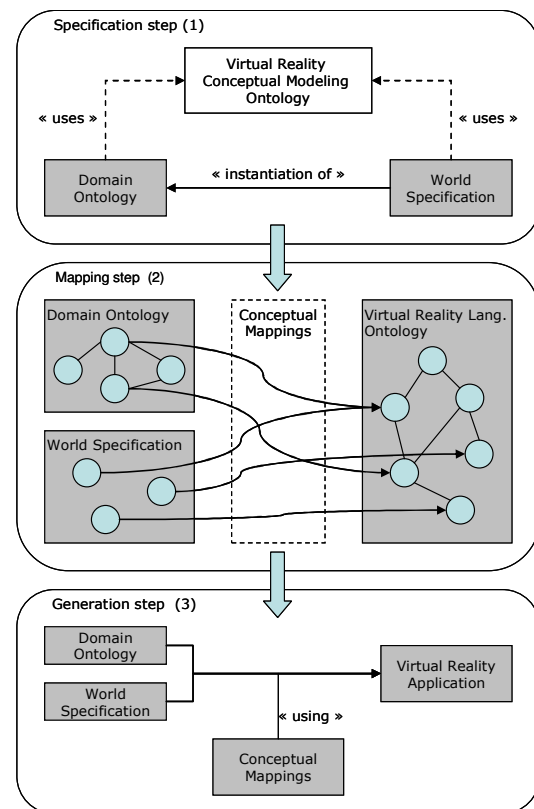 Specification step (1)
Virtual Reality
Conceptual Modeling
Ontology
« uses »
« uses »
Domain
Ontology
« instantiation of »
World
Specification
Mapping step (2)
Domain Ontology
Conceptual
Mappings
Virtual Reality Lang.
Ontology
World Specification
Generation step (3)
Domain
Ontology
World
Specification
Virtual Reality
Application
« using »
Conceptual
Mappings